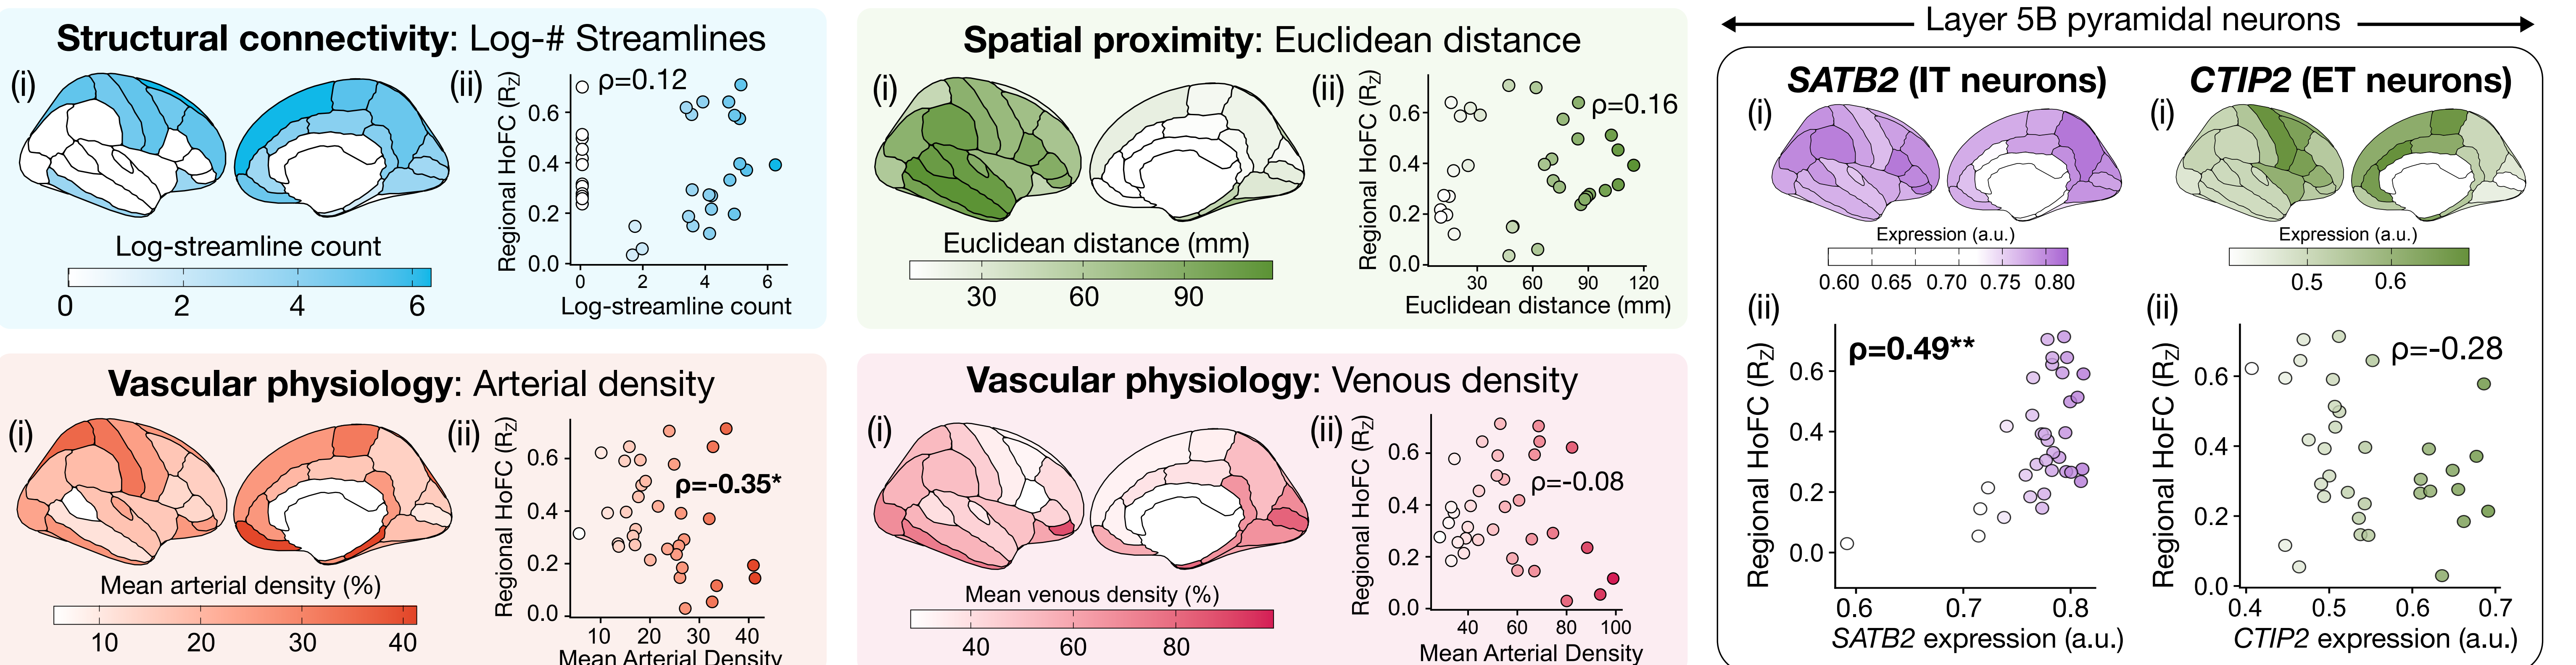 Structural connectivity: Log-# Streamlines
(i)
Log-streamline count
0 2 4 6
(ii)
Regional HoFC (RZ)
ρ=0.12
0.6
0.4
0.2
0.0
0 2 4 6
Log-streamline count
Spatial proximity: Euclidean distance
(i)
Euclidean distance (mm)
30 60 90
(ii)
Regional HoFC (RZ)
ρ=0.16
0.6
0.4
0.2
0.0
30 60 90 120
Euclidean distance (mm)
Vascular physiology: Arterial density
(i)
Mean arterial density (%)
10 20 30 40
(ii)
Regional HoFC (RZ)
ρ=-0.35*
0.6
0.4
0.2
0.0
10 20 30 40
Mean Arterial Density
Vascular physiology: Venous density
(i)
Mean venous density (%)
40 60 80
(ii)
Regional HoFC (RZ)
ρ=-0.08
0.6
0.4
0.2
0.0
40 60 80 100
Mean Arterial Density
Layer 5B pyramidal neurons
SATB2 (IT neurons)
(i)
Expression (a.u.)
0.60 0.65 0.70 0.75 0.80
(ii)
Regional HoFC (RZ)
ρ=0.49**
0.6
0.4
0.2
0.0
0.6 0.7 0.8
SATB2 expression (a.u.)
CTIP2 (ET neurons)
(i)
Expression (a.u.)
0.5 0.6
(ii)
Regional HoFC (RZ)
ρ=-0.28
0.6
0.4
0.2
0.0
0.4 0.5 0.6 0.7
CTIP2 expression (a.u.)